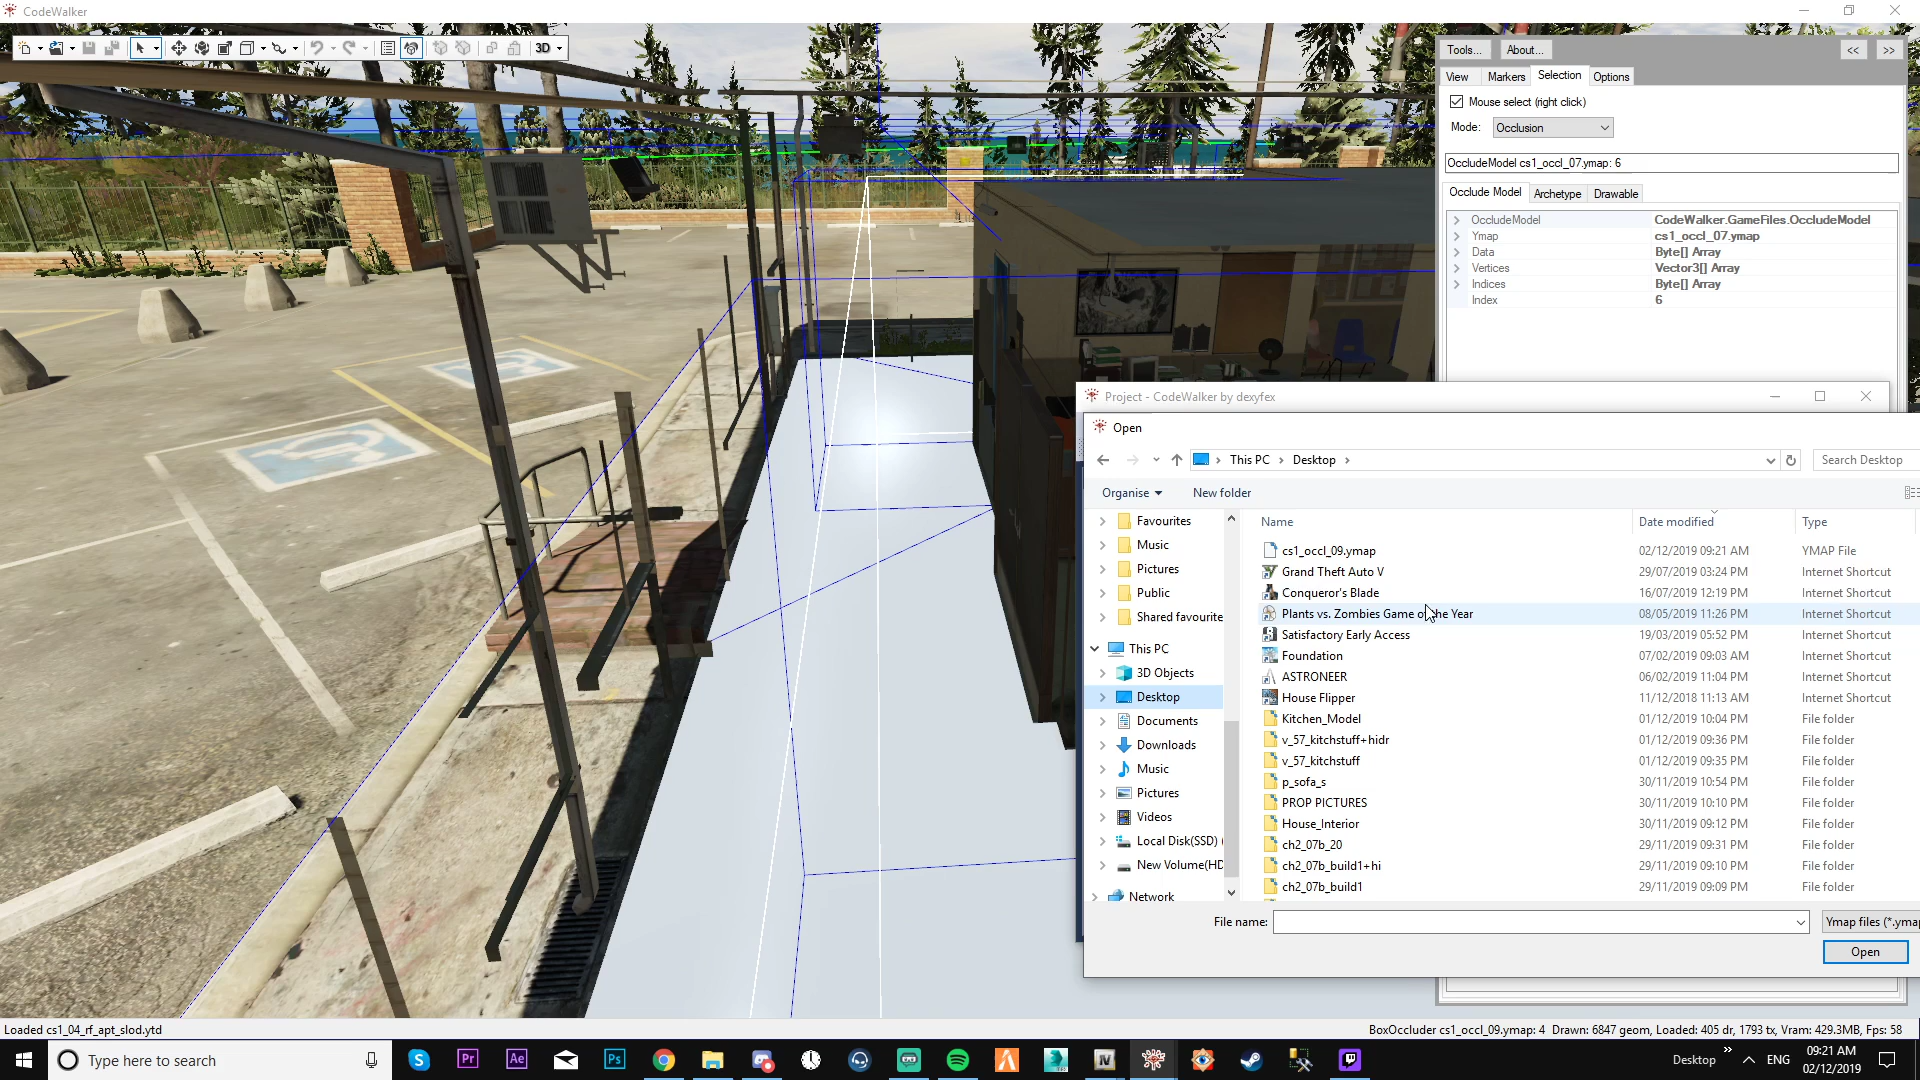 CodeWalker
3D
Tools...
About...
<<
>>
View
Markers
Selection
Options
Mouse select (right click)
Mode:
Occlusion
OccludeModel cs1_occl_07.ymap: 6
Occlude Model
Archetype
Drawable
OccludeModel CodeWalker.GameFiles.OccludeModel
Ymap cs1_occl_07.ymap
Data Byte[] Array
Vertices Vector3[] Array
Indices Byte[] Array
Index 6
Project - CodeWalker by dexyfex
Open
This PC
Desktop
Search Desktop
Organise
New folder
Favourites
Music
Pictures
Public
Shared favourite
This PC
3D Objects
Desktop
Documents
Downloads
Music
Pictures
Videos
Local Disk(SSD) (
New Volume(HD
Network
Name Date modified Type
cs1_occl_09.ymap 02/12/2019 09:21 AM YMAP File
Grand Theft Auto V 29/07/2019 03:24 PM Internet Shortcut
Conqueror's Blade 16/07/2019 12:19 PM Internet Shortcut
Plants vs. Zombies Game of the Year 08/05/2019 11:26 PM Internet Shortcut
Satisfactory Early Access 19/03/2019 05:52 PM Internet Shortcut
Foundation 07/02/2019 09:03 AM Internet Shortcut
ASTRONEER 06/02/2019 11:04 PM Internet Shortcut
House Flipper 11/12/2018 11:13 AM Internet Shortcut
Kitchen_Model 01/12/2019 10:04 PM File folder
v_57_kitchstuff+hidr 01/12/2019 09:36 PM File folder
v_57_kitchstuff 01/12/2019 09:35 PM File folder
p_sofa_s 30/11/2019 10:54 PM File folder
PROP PICTURES 30/11/2019 10:10 PM File folder
House_Interior 30/11/2019 09:12 PM File folder
ch2_07b_20 29/11/2019 09:31 PM File folder
ch2_07b_build1+hi 29/11/2019 09:10 PM File folder
ch2_07b_build1 29/11/2019 09:09 PM File folder
File name:
Ymap files (*.ymap
Open
Loaded cs1_04_rf_apt_slod.ytd
BoxOccluder cs1_occl_09.ymap: 4 Drawn: 6847 geom, Loaded: 405 dr, 1793 tx, Vram: 429.3MB, Fps: 58
Type here to search
Pr
Ae
Ps
IV
Desktop
ENG
09:21 AM
02/12/2019